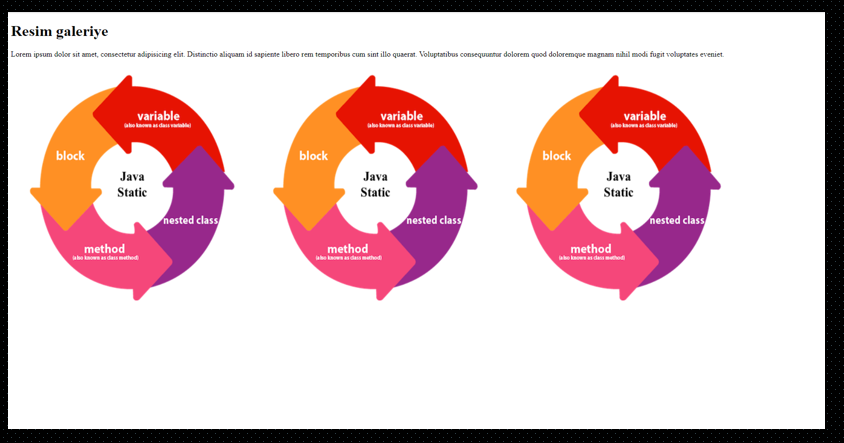 Resim galeriye
Lorem ipsum dolor sit amet, consectetur adipisicing elit. Distinctio aliquam id sapiente libero rem temporibus cum sint illo quaerat. Voluptatibus consequuntur dolorem quod doloremque magnam nihil modi fugit voluptates eveniet.
variable
(also known as class variable)
block
Java
Static
nested class
method
(also known as class method)
variable
(also known as class variable)
block
Java
Static
nested class
method
(also known as class method)
variable
(also known as class variable)
block
Java
Static
nested class
method
(also known as class method)